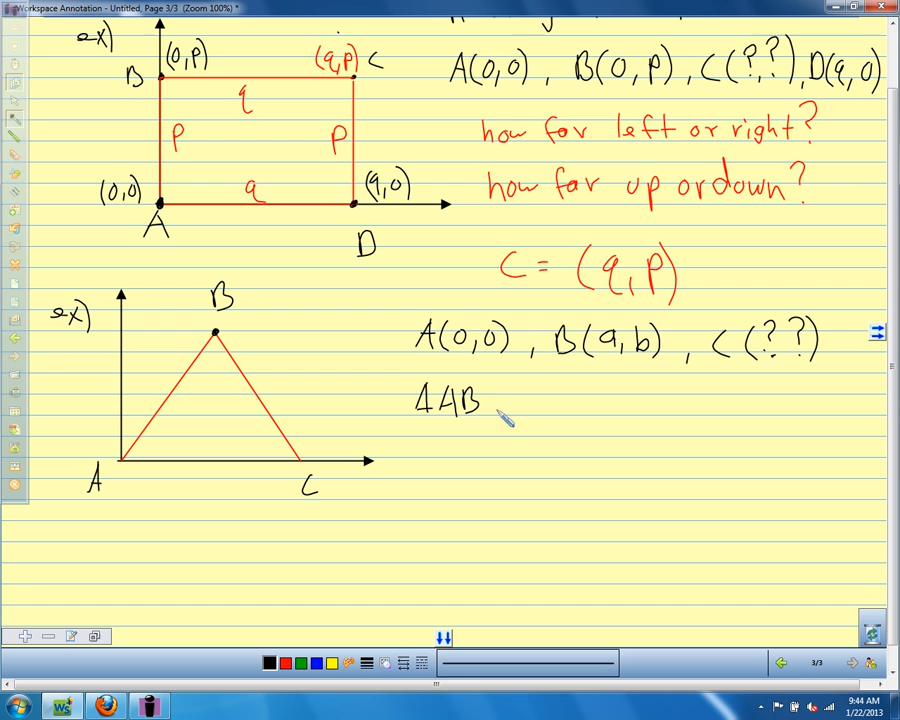 Workspace Annotation - Untitled, Page 3/3 (Zoom 100%) *
ex)
B (0,p) (q,p) C
A(0,0) , B(0,p) , C(?,?) , D(q,0)
q
p p
how far left or right?
(0,0) q (q,0)
how far up or down?
A D
C = (q,p)
ex) B
A(0,0) , B(a,b) , C(? ?)
ΔAB
A C
3/3
9:44 AM
1/22/2013